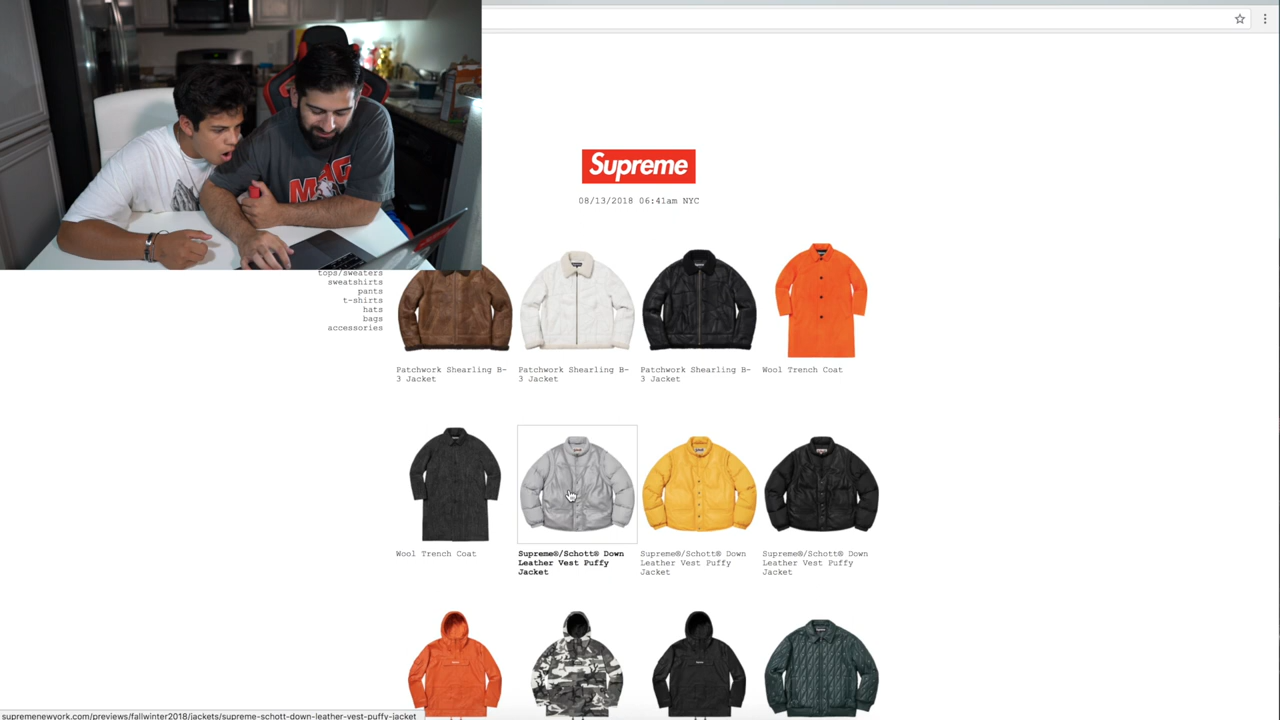 Supreme
08/13/2018 06:41am NYC
tops/sweaters
sweatshirts
pants
t-shirts
hats
bags
accessories
Patchwork Shearling B-
3 Jacket
Patchwork Shearling B-
3 Jacket
Patchwork Shearling B-
3 Jacket
Wool Trench Coat
Wool Trench Coat
Supreme®/Schott® Down
Leather Vest Puffy
Jacket
Supreme®/Schott® Down
Leather Vest Puffy
Jacket
Supreme®/Schott® Down
Leather Vest Puffy
Jacket
supremenewyork.com/previews/fallwinter2018/jackets/supreme-schott-down-leather-vest-puffy-jacket